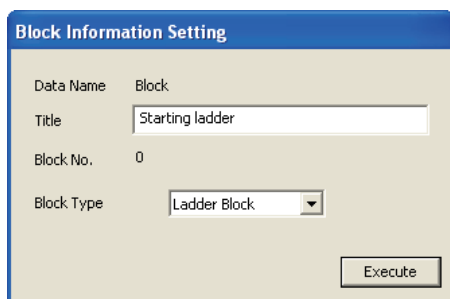 Block Information Setting
Data Name Block
Title Starting ladder
Block No. 0
Block Type Ladder Block
Execute